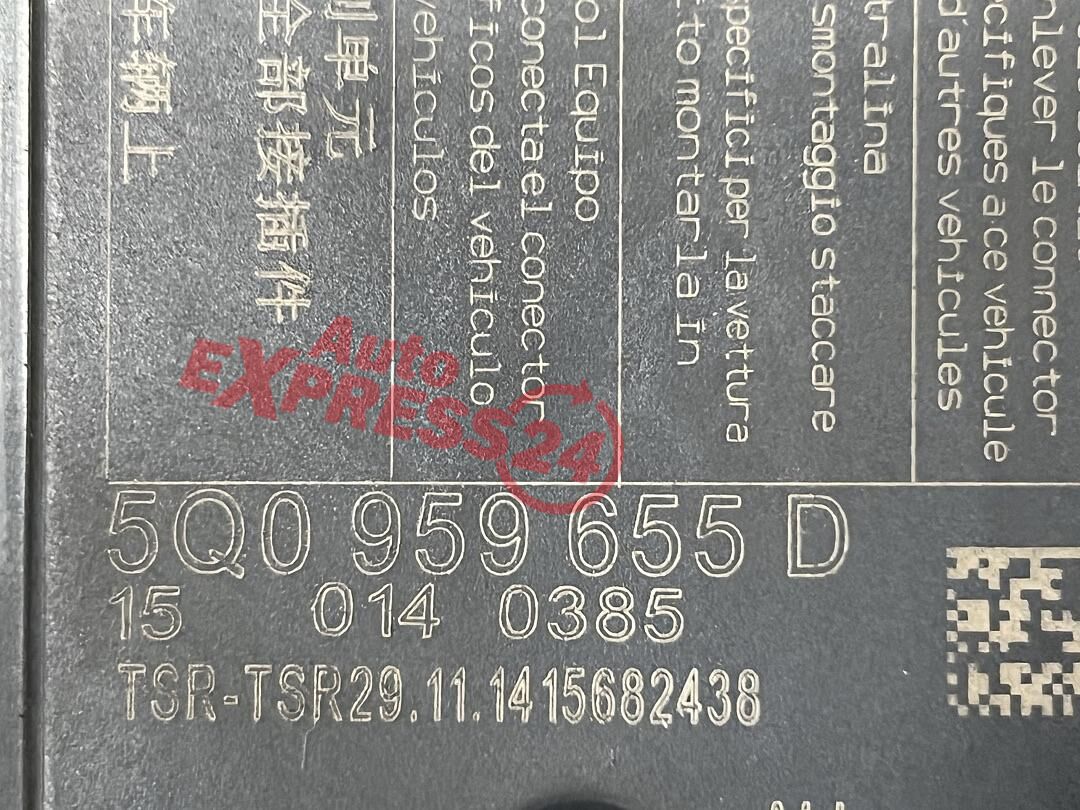 制单元
全部接插件
车辆上
ol Equipo
conecta el conector
ficos del vehiculo
vehiculos
tralina
smontaggio staccare
specifici per la vettura
to montarla in
nlever le connector
cifiques a ce vehicule
d'autres vehicules
Auto
EXPRESS24
5Q0 959 655 D
15 014 0385
TSR-TSR29.11.1415682438